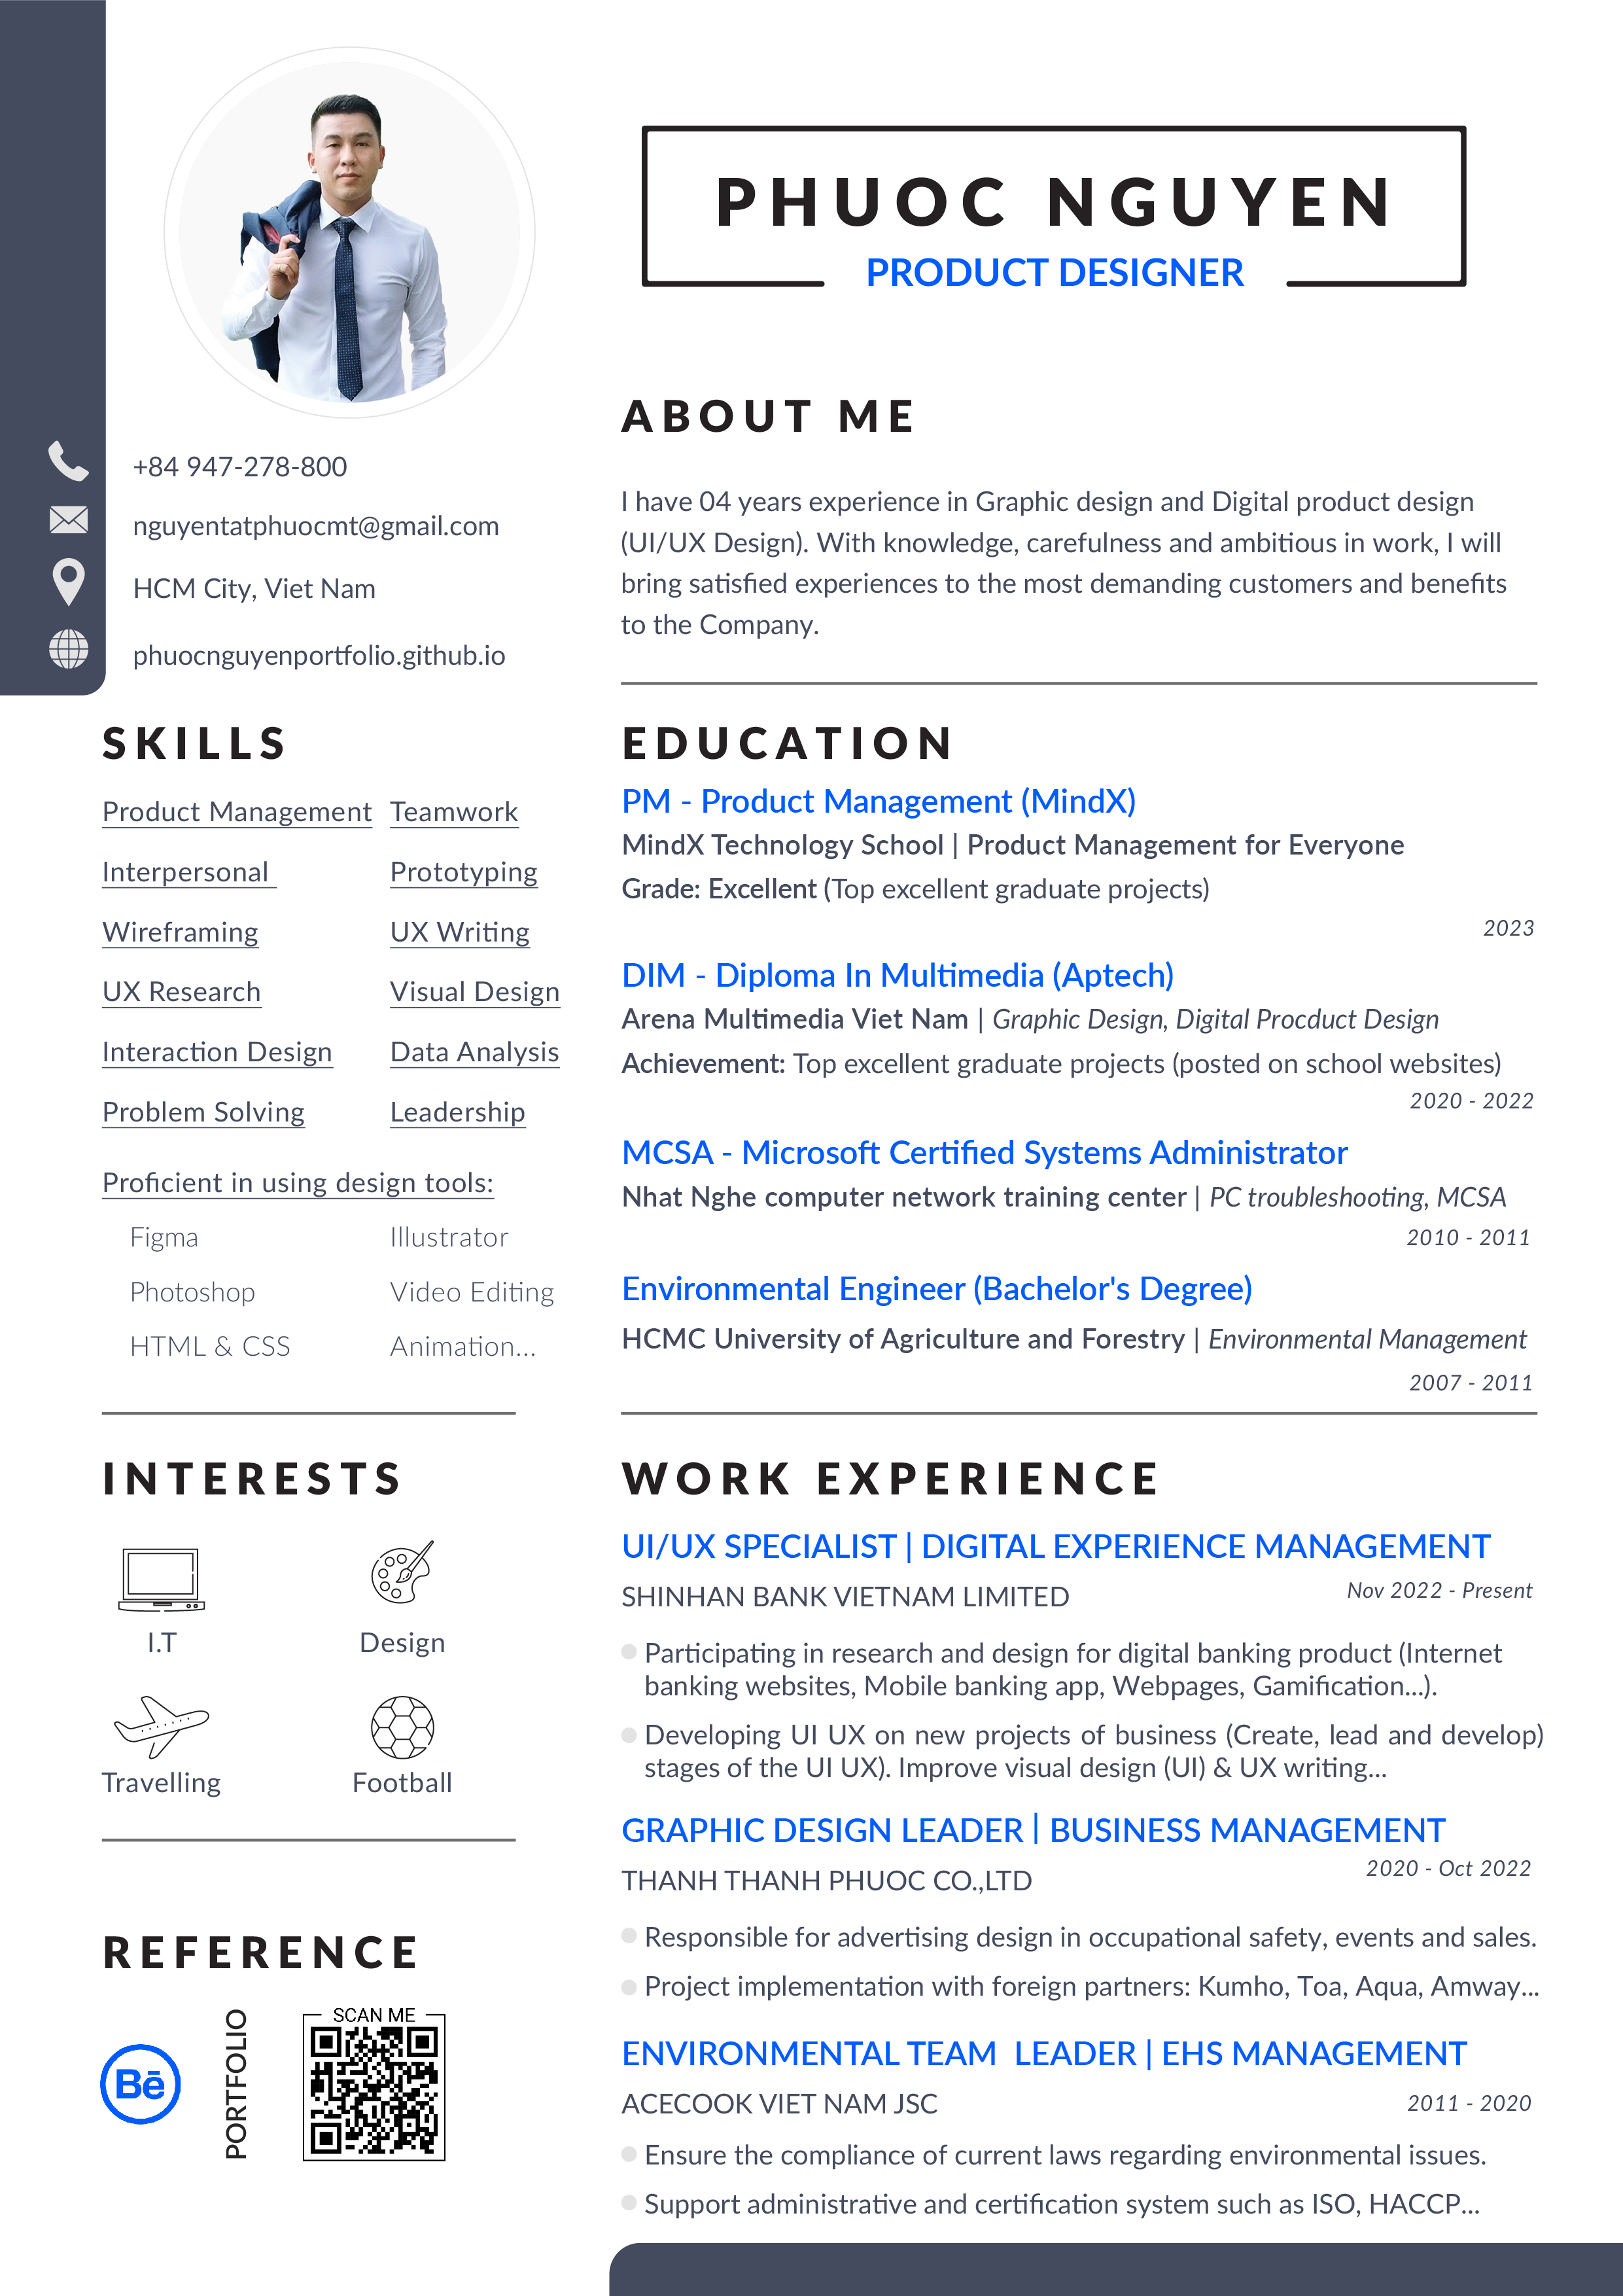 PHUOC NGUYEN
PRODUCT DESIGNER
+84 947-278-800
nguyentatphuocmt@gmail.com
HCM City, Viet Nam
phuocnguyenportfolio.github.io
SKILLS
Product Management Teamwork
Interpersonal Prototyping
Wireframing UX Writing
UX Research Visual Design
Interaction Design Data Analysis
Problem Solving Leadership
Proficient in using design tools:
Figma Illustrator
Photoshop Video Editing
HTML & CSS Animation...
INTERESTS
I.T Design
Travelling Football
REFERENCE
Bē
PORTFOLIO
SCAN ME
ABOUT ME
I have 04 years experience in Graphic design and Digital product design
(UI/UX Design). With knowledge, carefulness and ambitious in work, I will
bring satisfied experiences to the most demanding customers and benefits
to the Company.
EDUCATION
PM - Product Management (MindX)
MindX Technology School | Product Management for Everyone
Grade: Excellent (Top excellent graduate projects)
2023
DIM - Diploma In Multimedia (Aptech)
Arena Multimedia Viet Nam | Graphic Design, Digital Procduct Design
Achievement: Top excellent graduate projects (posted on school websites)
2020 - 2022
MCSA - Microsoft Certified Systems Administrator
Nhat Nghe computer network training center | PC troubleshooting, MCSA
2010 - 2011
Environmental Engineer (Bachelor's Degree)
HCMC University of Agriculture and Forestry | Environmental Management
2007 - 2011
WORK EXPERIENCE
UI/UX SPECIALIST | DIGITAL EXPERIENCE MANAGEMENT
SHINHAN BANK VIETNAM LIMITED Nov 2022 - Present
Participating in research and design for digital banking product (Internet
banking websites, Mobile banking app, Webpages, Gamification...).
Developing UI UX on new projects of business (Create, lead and develop)
stages of the UI UX). Improve visual design (UI) & UX writing...
GRAPHIC DESIGN LEADER | BUSINESS MANAGEMENT
THANH THANH PHUOC CO.,LTD 2020 - Oct 2022
Responsible for advertising design in occupational safety, events and sales.
Project implementation with foreign partners: Kumho, Toa, Aqua, Amway...
ENVIRONMENTAL TEAM LEADER | EHS MANAGEMENT
ACECOOK VIET NAM JSC 2011 - 2020
Ensure the compliance of current laws regarding environmental issues.
Support administrative and certification system such as ISO, HACCP...